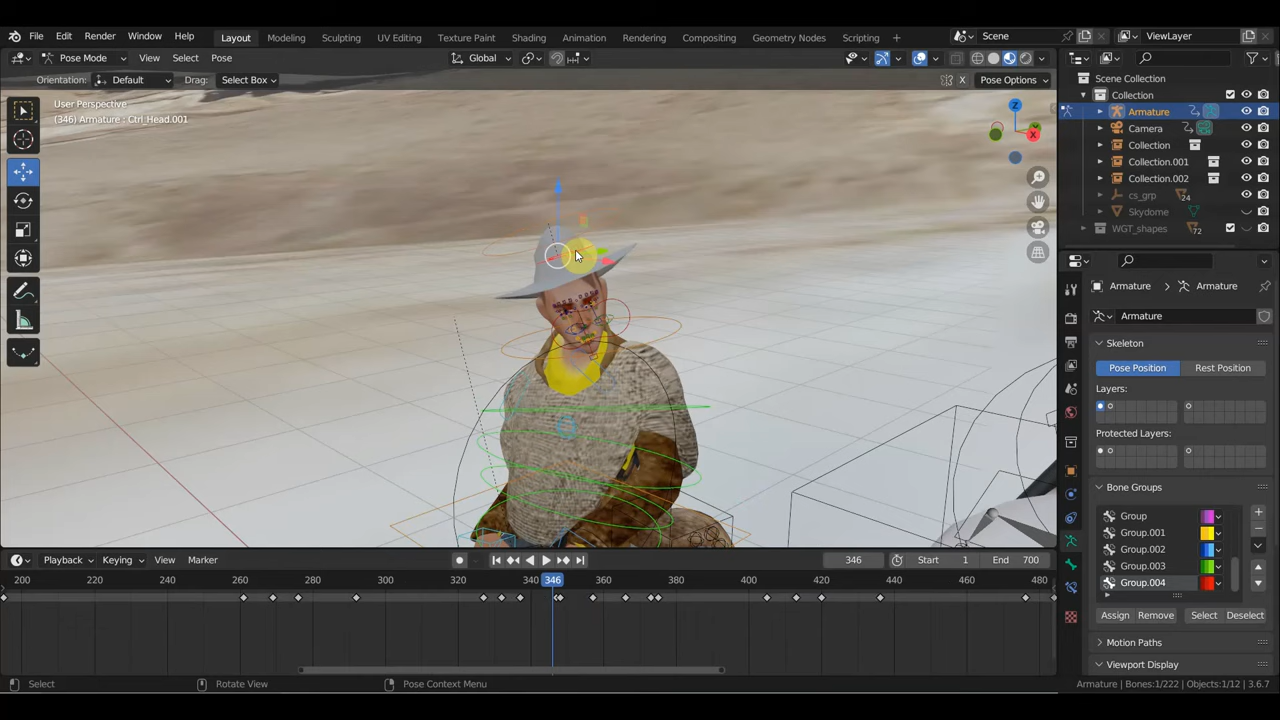 File Edit Render Window Help Layout Modeling Sculpting UV Editing Texture Paint Shading Animation Rendering Compositing Geometry Nodes Scripting Scene ViewLayer
Pose Mode View Select Pose Global
Orientation: Default Drag: Select Box X Pose Options
User Perspective
(346) Armature : Ctrl_Head.001
Z
X
Scene Collection
Collection
Armature
Camera
Collection
Collection.001
Collection.002
cs_grp 24
Skydome
WGT_shapes 72
Armature Armature
Armature
Skeleton
Pose Position Rest Position
Layers:
Protected Layers:
Bone Groups
Group
Group.001
Group.002
Group.003
Group.004
Assign Remove Select Deselect
Motion Paths
Viewport Display
Playback Keying View Marker 346 Start 1 End 700
200 220 240 260 280 300 320 340 346 360 380 400 420 440 460 480
Select Rotate View Pose Context Menu Armature | Bones:1/222 | Objects:1/12 | 3.6.7